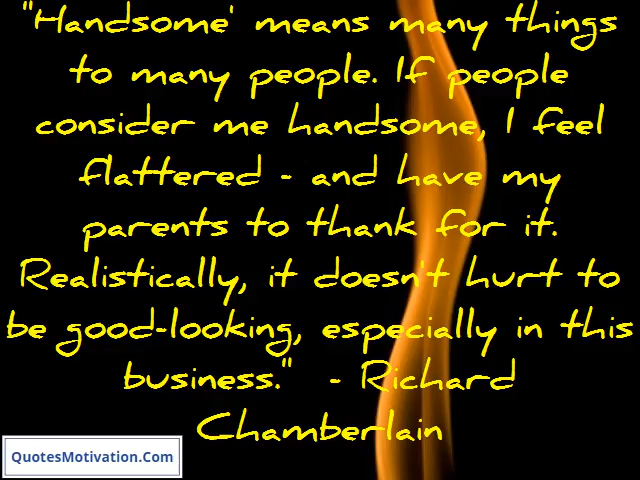 "Handsome' means many things
to many people. If people
consider me handsome, I feel
flattered - and have my
parents to thank for it.
Realistically, it doesn't hurt to
be good-looking, especially in this
business." - Richard
Chamberlain
QuotesMotivation.Com